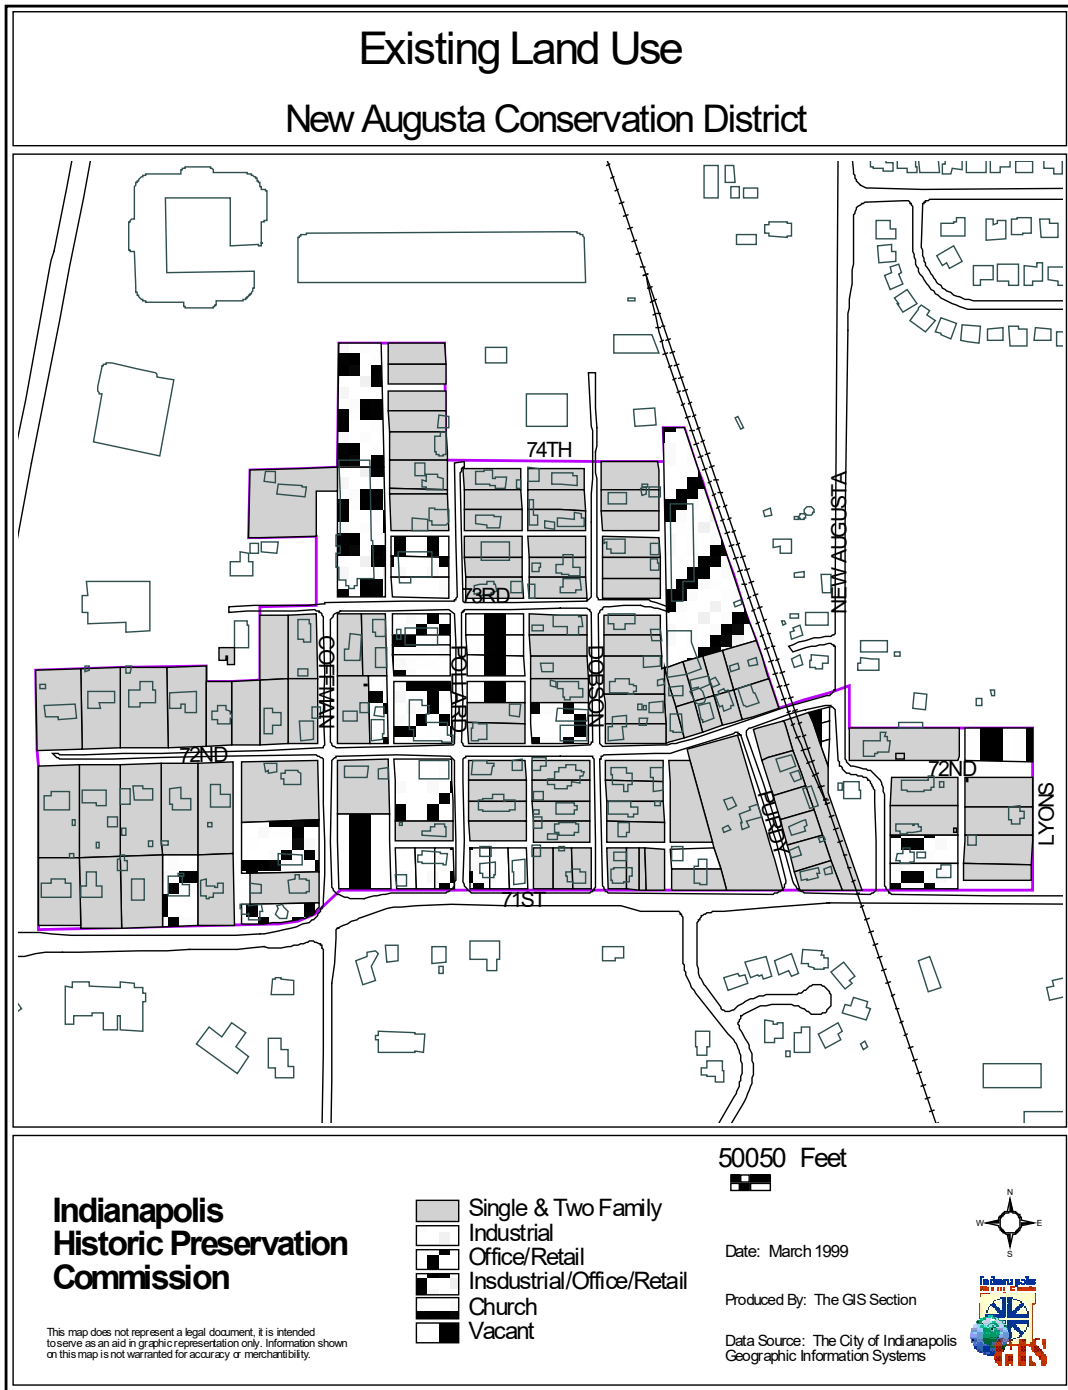 Existing Land Use
New Augusta Conservation District
74TH
NEW AUGUSTA
73RD
COFMAN
POLLARD
DOBSON
72ND
72ND
PURDY
LYONS
71ST
50050 Feet
Indianapolis
Historic Preservation
Commission
This map does not represent a legal document, it is intended
to serve as an aid in graphic representation only. Information shown
on this map is not warranted for accuracy or merchantibility.
Single & Two Family
Industrial
Office/Retail
Insdustrial/Office/Retail
Church
Vacant
Date: March 1999
Produced By: The GIS Section
Data Source: The City of Indianapolis
Geographic Information Systems
N
W
E
S
Indianapolis
GIS